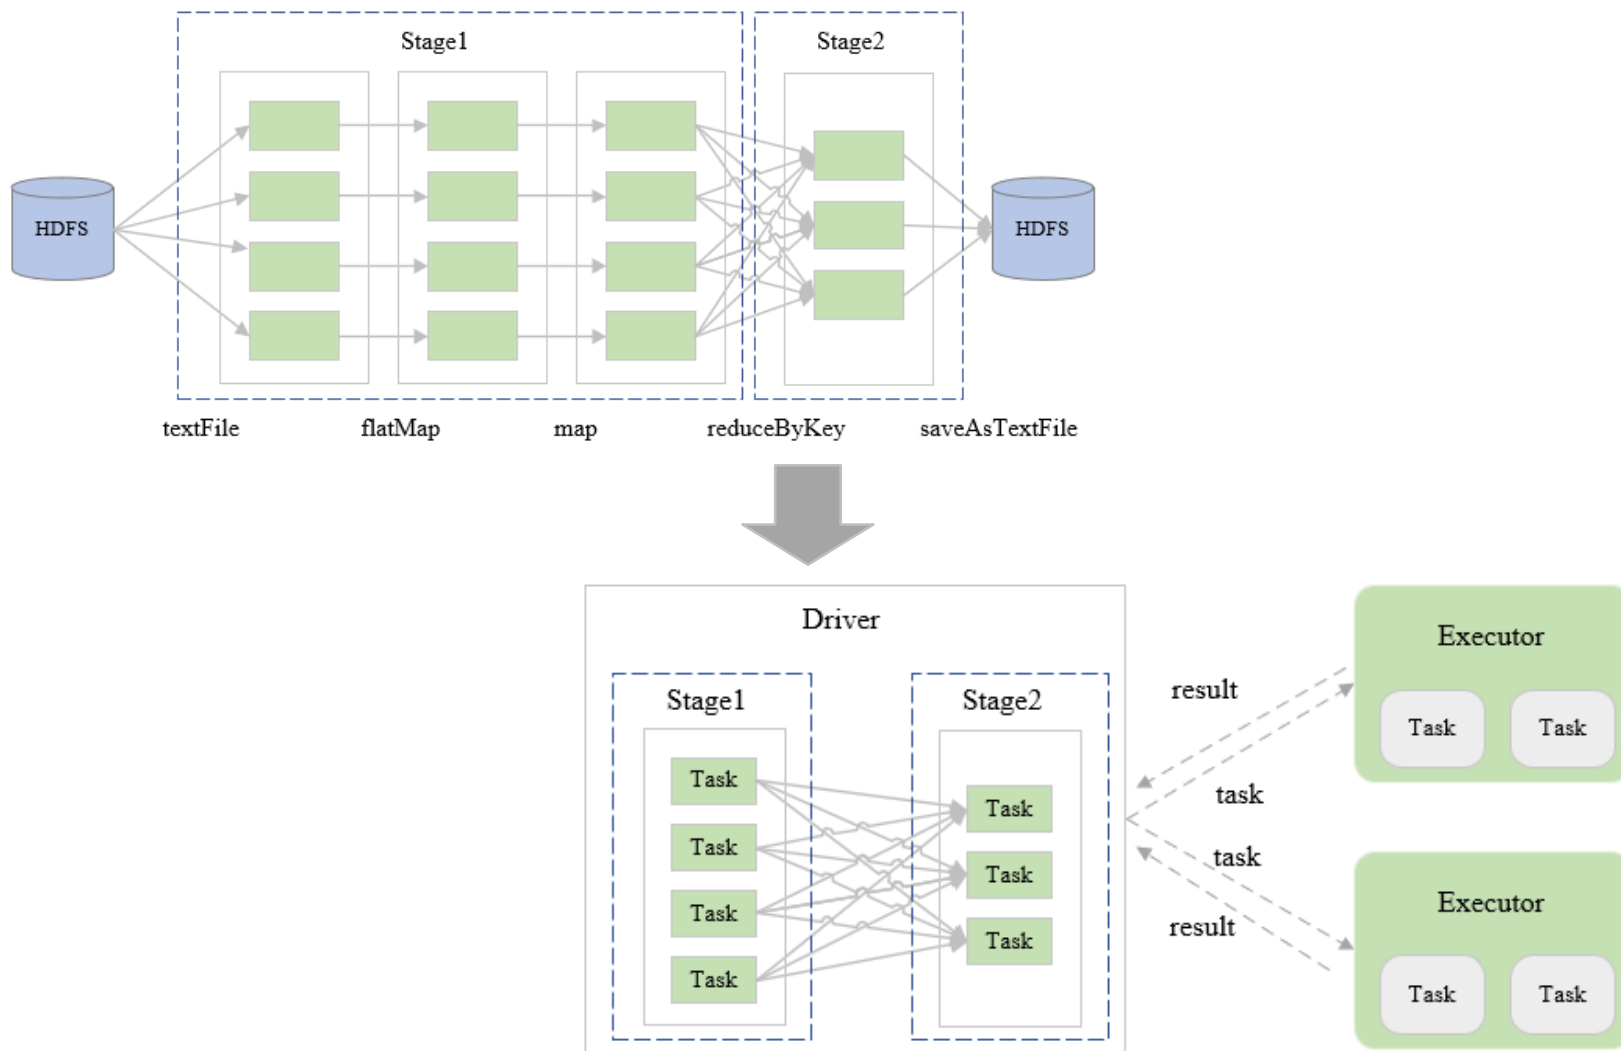 Stage1
Stage2
HDFS
HDFS
textFile
flatMap
map
reduceByKey
saveAsTextFile
Driver
Stage1
Stage2
Task
Task
Task
Task
Task
Task
Task
result
task
task
result
Executor
Task
Task
Executor
Task
Task